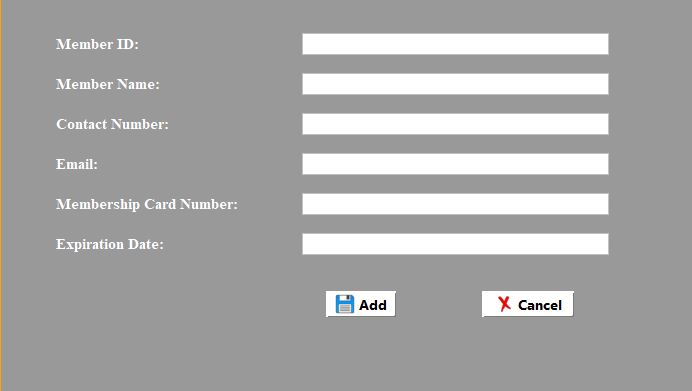 Member ID:
Member Name:
Contact Number:
Email:
Membership Card Number:
Expiration Date:
Add
Cancel